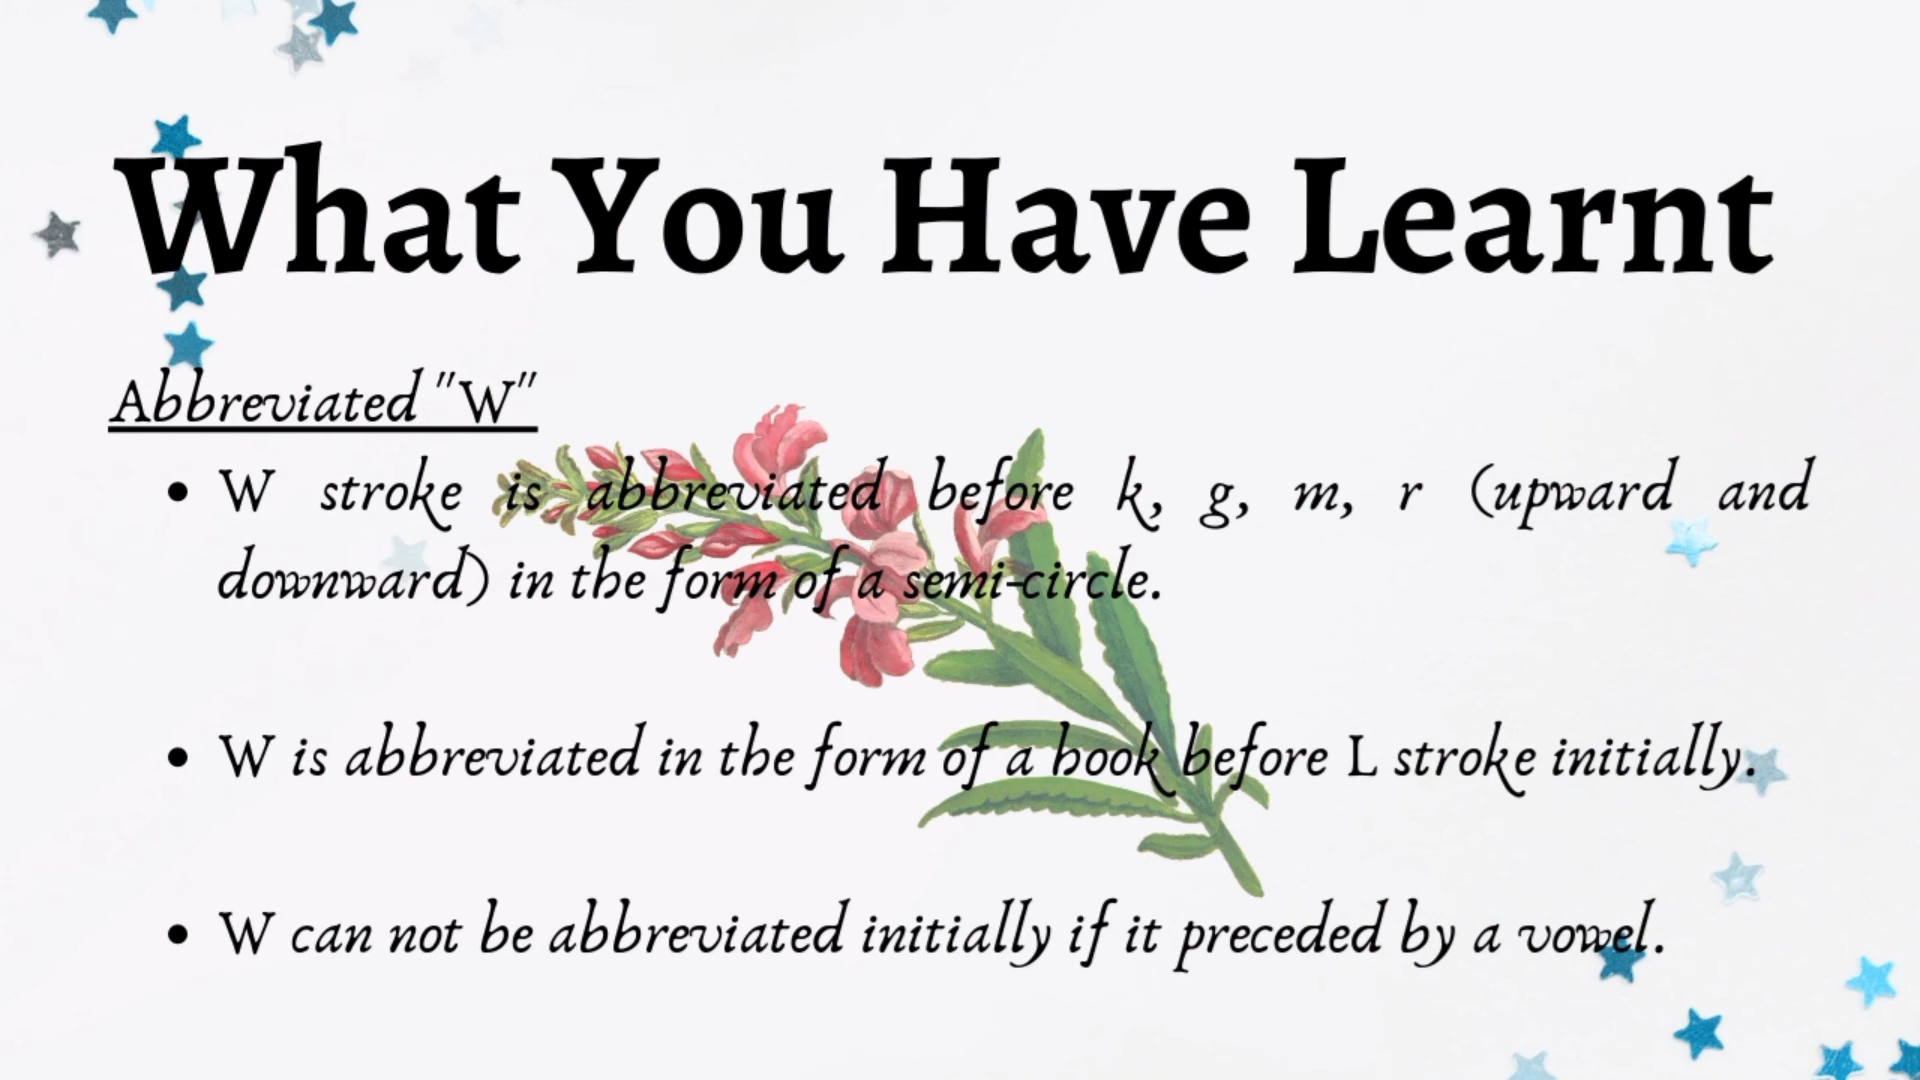 What You Have Learnt
Abbreviated "W"
• W stroke is abbreviated before k, g, m, r (upward and
downward) in the form of a semi-circle.
• W is abbreviated in the form of a hook before L stroke initially.
• W can not be abbreviated initially if it preceded by a vowel.